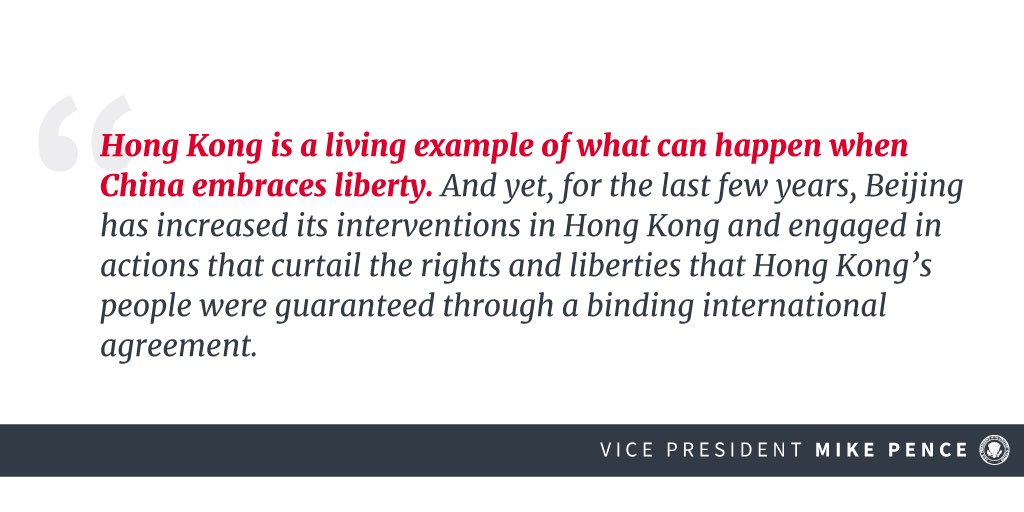 “
Hong Kong is a living example of what can happen when
China embraces liberty. And yet, for the last few years, Beijing
has increased its interventions in Hong Kong and engaged in
actions that curtail the rights and liberties that Hong Kong’s
people were guaranteed through a binding international
agreement.
VICE PRESIDENT MIKE PENCE